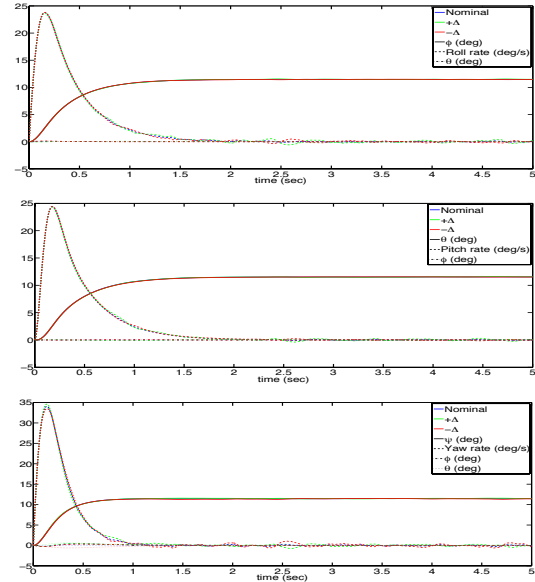 25
20
15
10
5
0
−5
0 0.5 1 1.5 2 2.5 3 3.5 4 4.5 5
time (sec)
Nominal
+Δ
−Δ
ϕ (deg)
Roll rate (deg/s)
θ (deg)
25
20
15
10
5
0
−5
0 0.5 1 1.5 2 2.5 3 3.5 4 4.5 5
time (sec)
Nominal
+Δ
−Δ
θ (deg)
Pitch rate (deg/s)
ϕ (deg)
35
30
25
20
15
10
5
0
−5
0 0.5 1 1.5 2 2.5 3 3.5 4 4.5 5
time (sec)
Nominal
+Δ
−Δ
ψ (deg)
Yaw rate (deg/s)
ϕ (deg)
θ (deg)